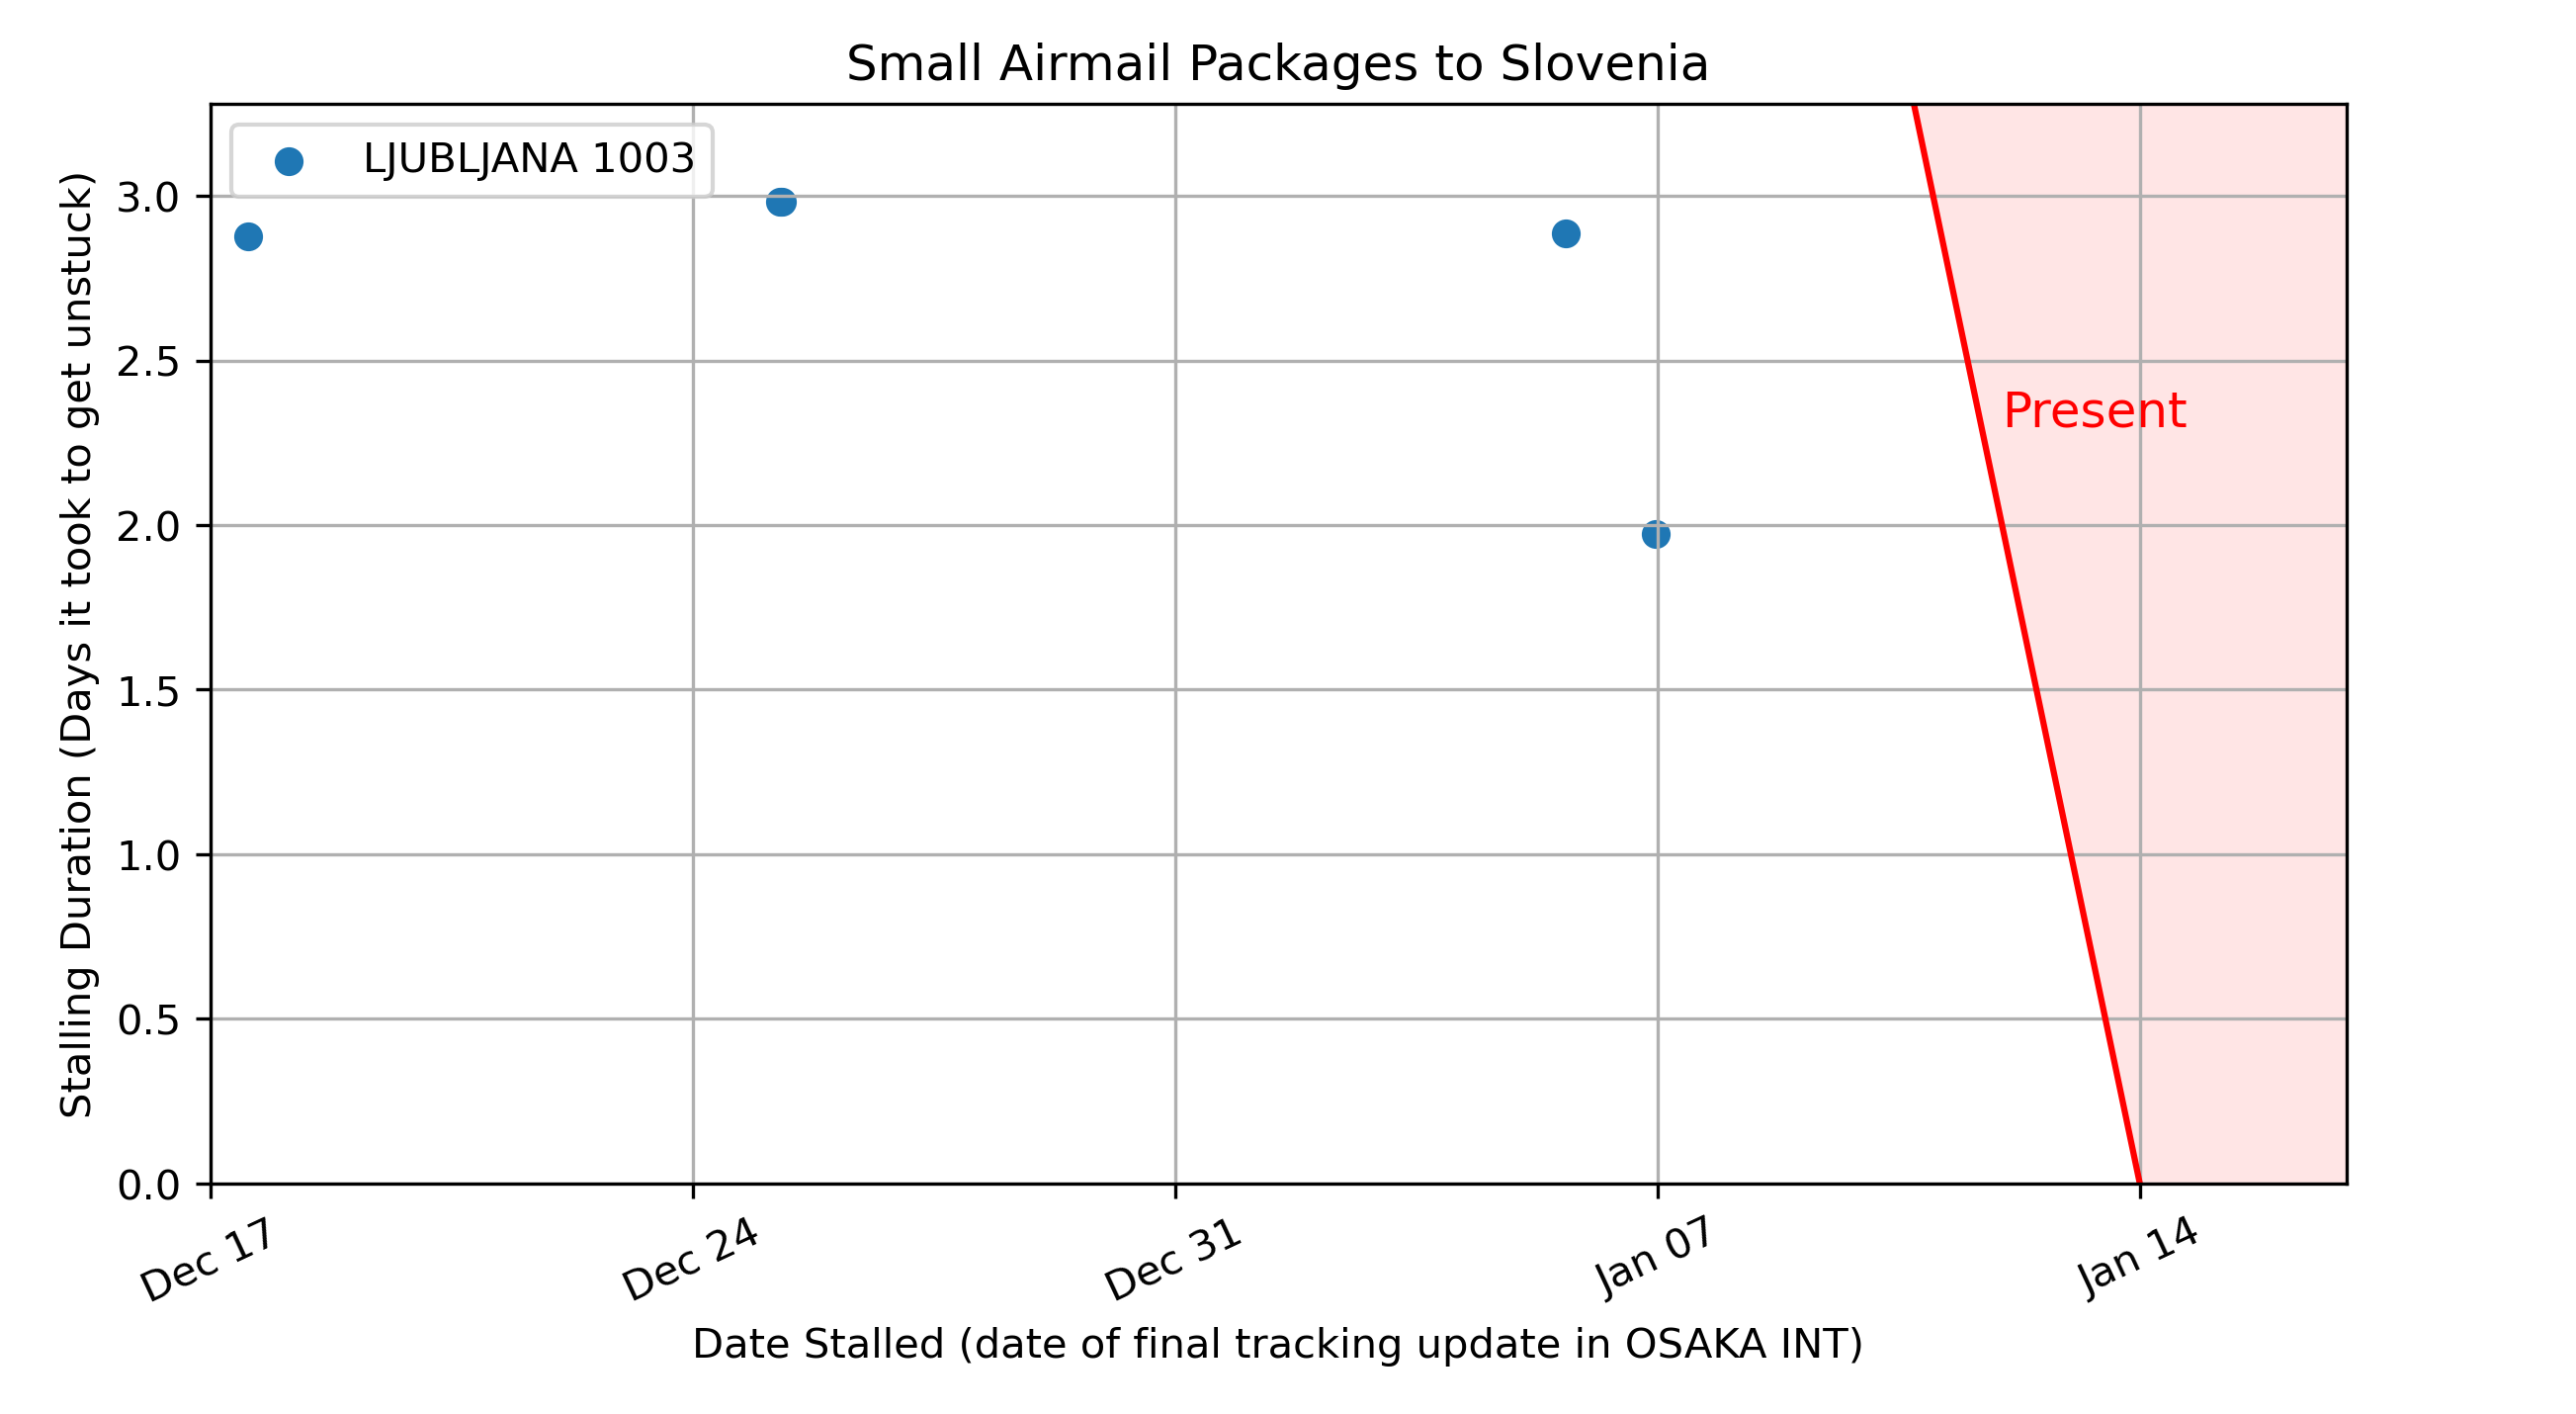 Small Airmail Packages to Slovenia
LJUBLJANA 1003
Stalling Duration (Days it took to get unstuck)
3.0
2.5
2.0
1.5
1.0
0.5
0.0
Present
Dec 17
Dec 24
Dec 31
Jan 07
Jan 14
Date Stalled (date of final tracking update in OSAKA INT)